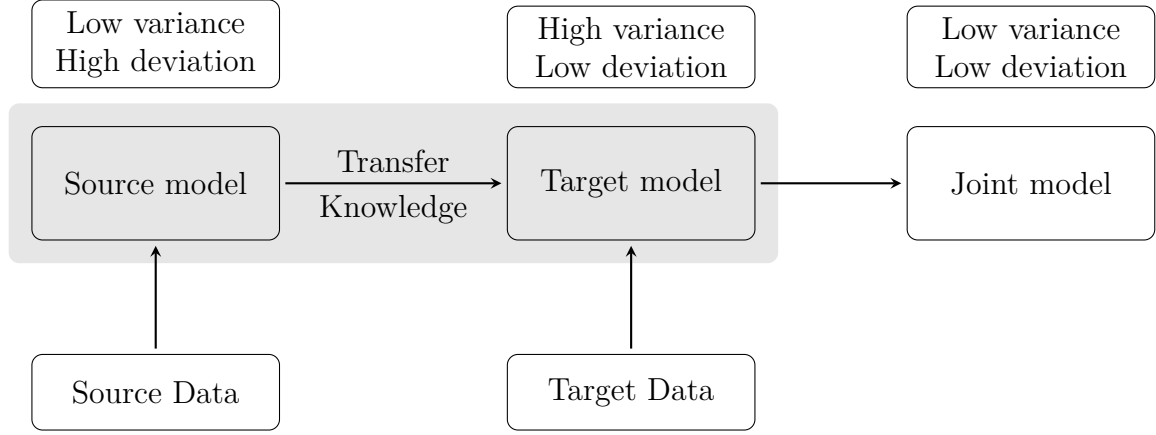 Low variance
High deviation
High variance
Low deviation
Low variance
Low deviation
Source model
Transfer
Knowledge
Target model
Joint model
Source Data
Target Data